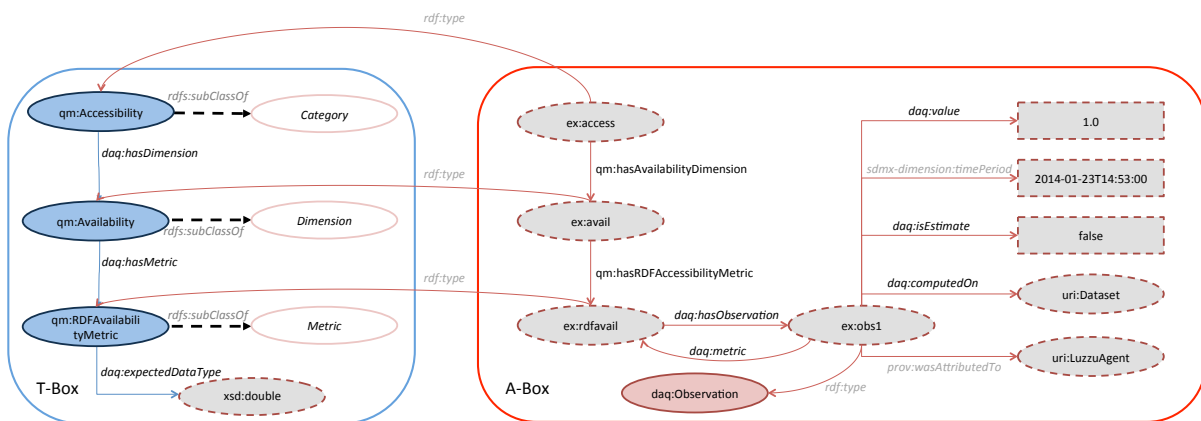 rdf:type
qm:Accessibility
rdfs:subClassOf
Category
daq:hasDimension
rdf:type
qm:Availability
rdfs:subClassOf
Dimension
daq:hasMetric
rdf:type
qm:RDFAvailabili
tyMetric
rdfs:subClassOf
Metric
daq:expectedDataType
T-Box
xsd:double
ex:access
qm:hasAvailabilityDimension
ex:avail
qm:hasRDFAccessibilityMetric
ex:rdfavail
daq:hasObservation
daq:metric
ex:obs1
A-Box
daq:Observation
rdf:type
daq:value
1.0
sdmx-dimension:timePeriod
2014-01-23T14:53:00
daq:isEstimate
false
daq:computedOn
uri:Dataset
prov:wasAttributedTo
uri:LuzzuAgent